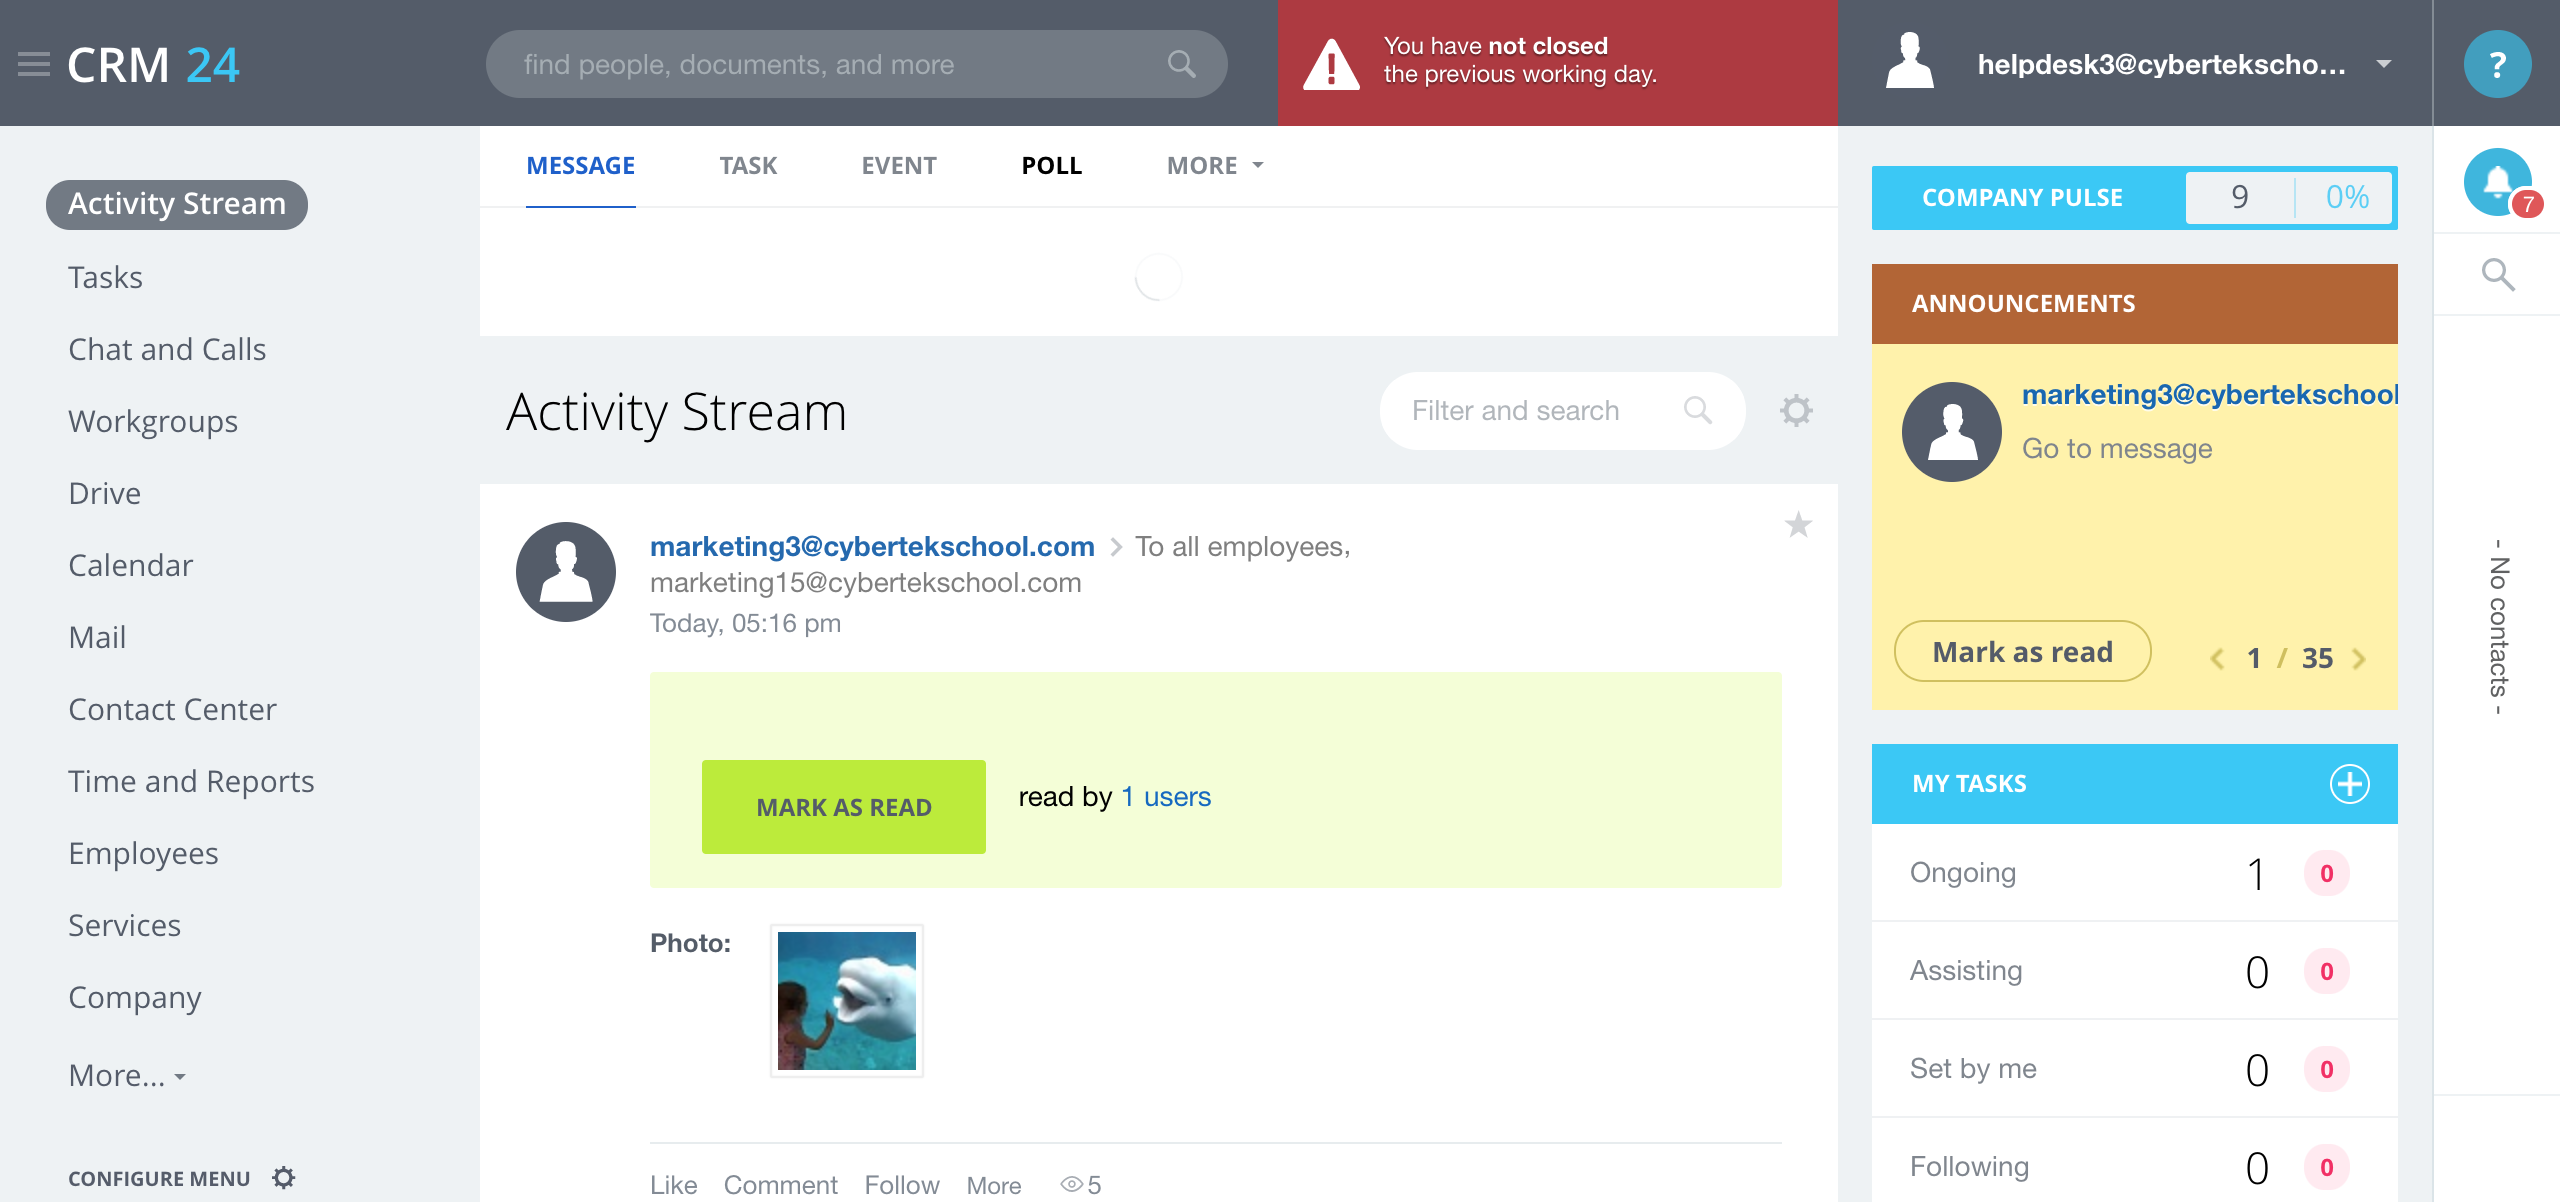 CRM 24
find people, documents, and more
You have not closed
the previous working day.
helpdesk3@cybertekscho...
?
Activity Stream
Tasks
Chat and Calls
Workgroups
Drive
Calendar
Mail
Contact Center
Time and Reports
Employees
Services
Company
More...
CONFIGURE MENU
MESSAGE TASK EVENT POLL MORE
Activity Stream
Filter and search
marketing3@cybertekschool.com > To all employees,
marketing15@cybertekschool.com
Today, 05:16 pm
MARK AS READ
read by 1 users
Photo:
Like Comment Follow More 5
COMPANY PULSE 9 0%
ANNOUNCEMENTS
marketing3@cybertekschool
Go to message
Mark as read
1 / 35
MY TASKS
Ongoing 1 0
Assisting 0 0
Set by me 0 0
Following 0 0
7
- No contacts -